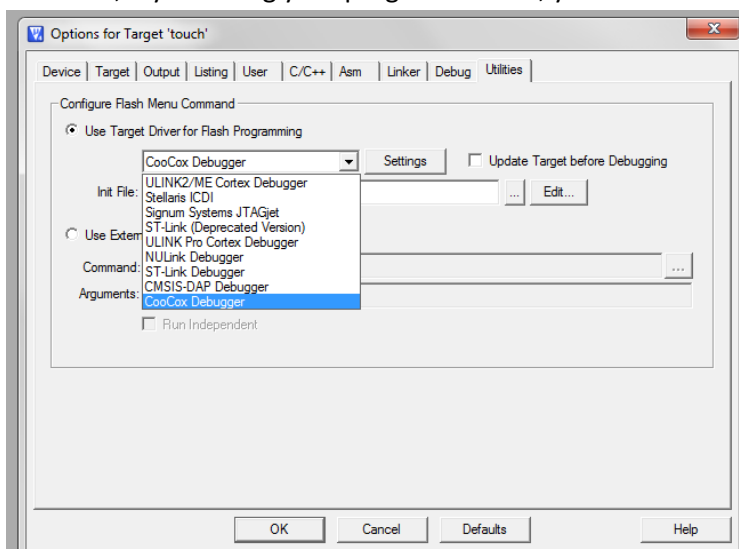 Options for Target 'touch'
Device Target Output Listing User C/C++ Asm Linker Debug Utilities
Configure Flash Menu Command
Use Target Driver for Flash Programming
CooCox Debugger Settings Update Target before Debugging
Init File: ... Edit...
ULINK2/ME Cortex Debugger
Stellaris ICDI
Signum Systems JTAGjet
ST-Link (Deprecated Version)
ULINK Pro Cortex Debugger
NULink Debugger
ST-Link Debugger
CMSIS-DAP Debugger
CooCox Debugger
Use Extern
Command: ...
Arguments:
Run Independent
OK Cancel Defaults Help